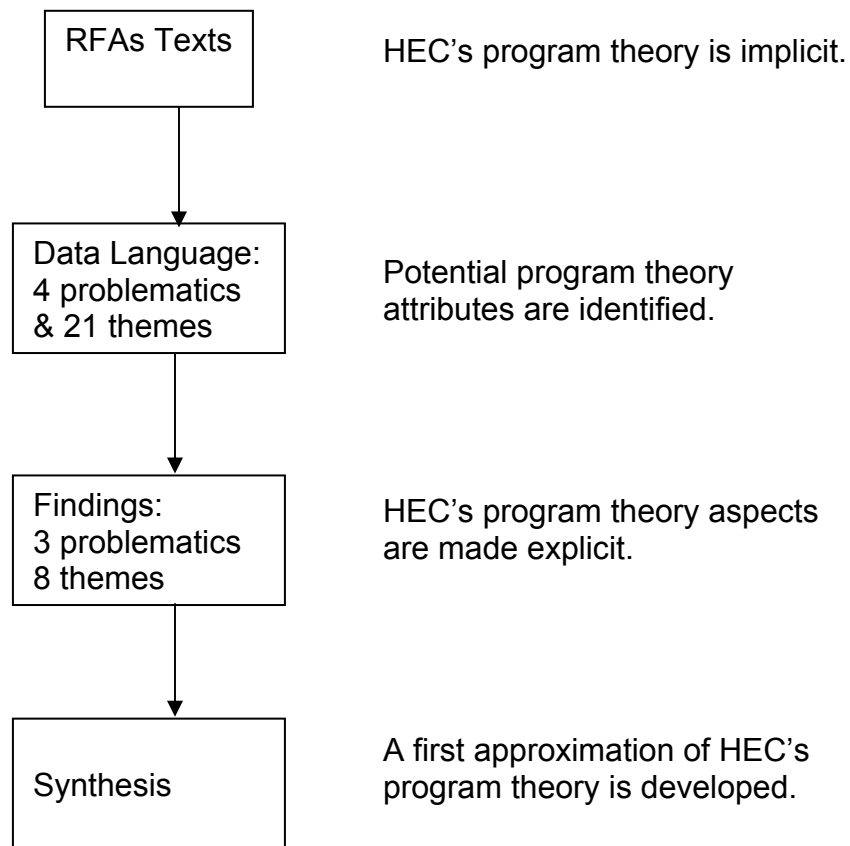 RFAs Texts
HEC’s program theory is implicit.
Data Language:
4 problematics
& 21 themes
Potential program theory
attributes are identified.
Findings:
3 problematics
8 themes
HEC’s program theory aspects
are made explicit.
Synthesis
A first approximation of HEC’s
program theory is developed.